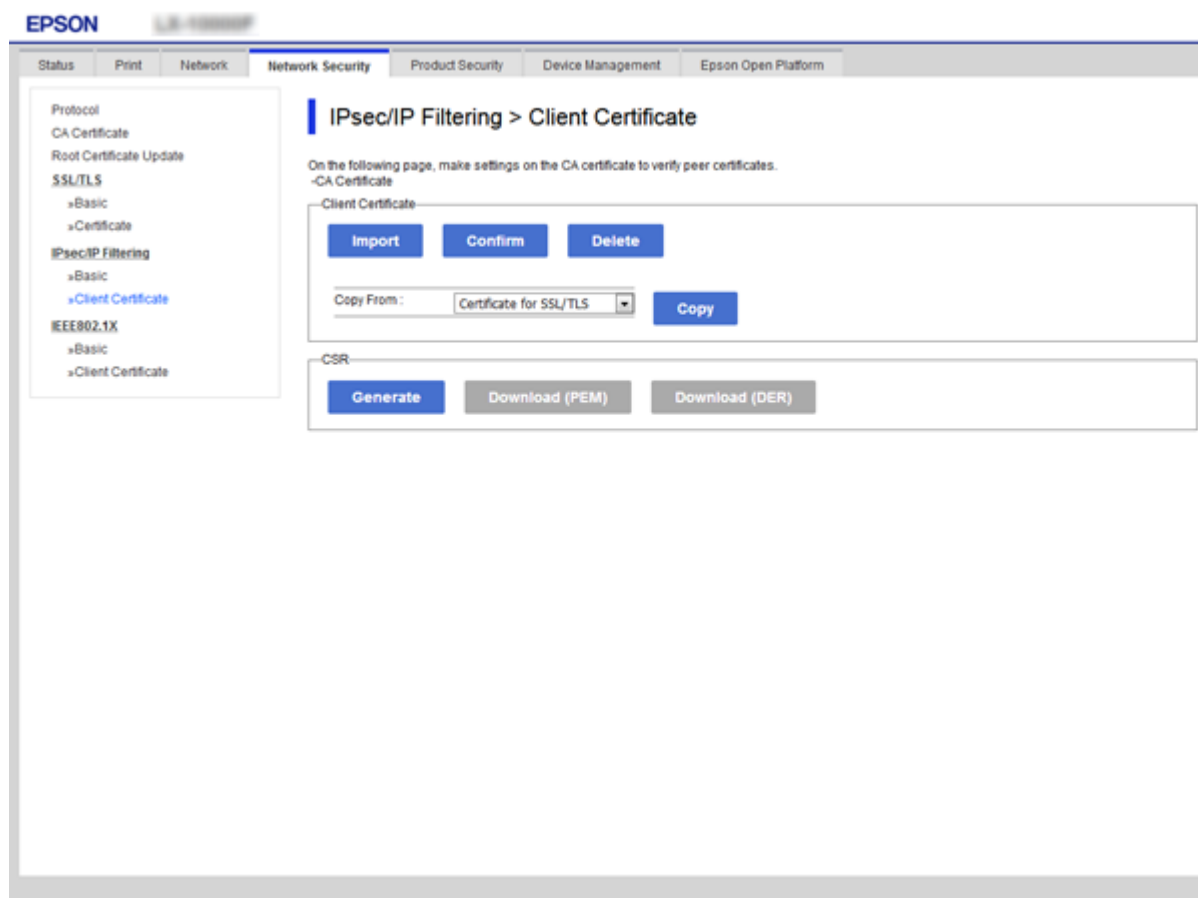 EPSON
Status Print Network Network Security Product Security Device Management Epson Open Platform
Protocol
CA Certificate
Root Certificate Update
SSL/TLS
»Basic
»Certificate
IPsec/IP Filtering
»Basic
»Client Certificate
IEEE802.1X
»Basic
»Client Certificate
IPsec/IP Filtering > Client Certificate
On the following page, make settings on the CA certificate to verify peer certificates.
-CA Certificate
Client Certificate
Import Confirm Delete
Copy From : Certificate for SSL/TLS Copy
CSR
Generate Download (PEM) Download (DER)